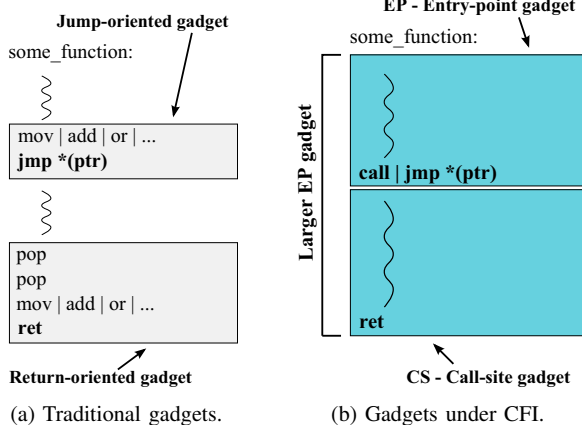 Jump-oriented gadget
some_function:
mov | add | or | ...
jmp *(ptr)
pop
pop
mov | add | or | ...
ret
Return-oriented gadget
(a) Traditional gadgets.
EP - Entry-point gadget
some_function:
Larger EP gadget
call | jmp *(ptr)
ret
CS - Call-site gadget
(b) Gadgets under CFI.